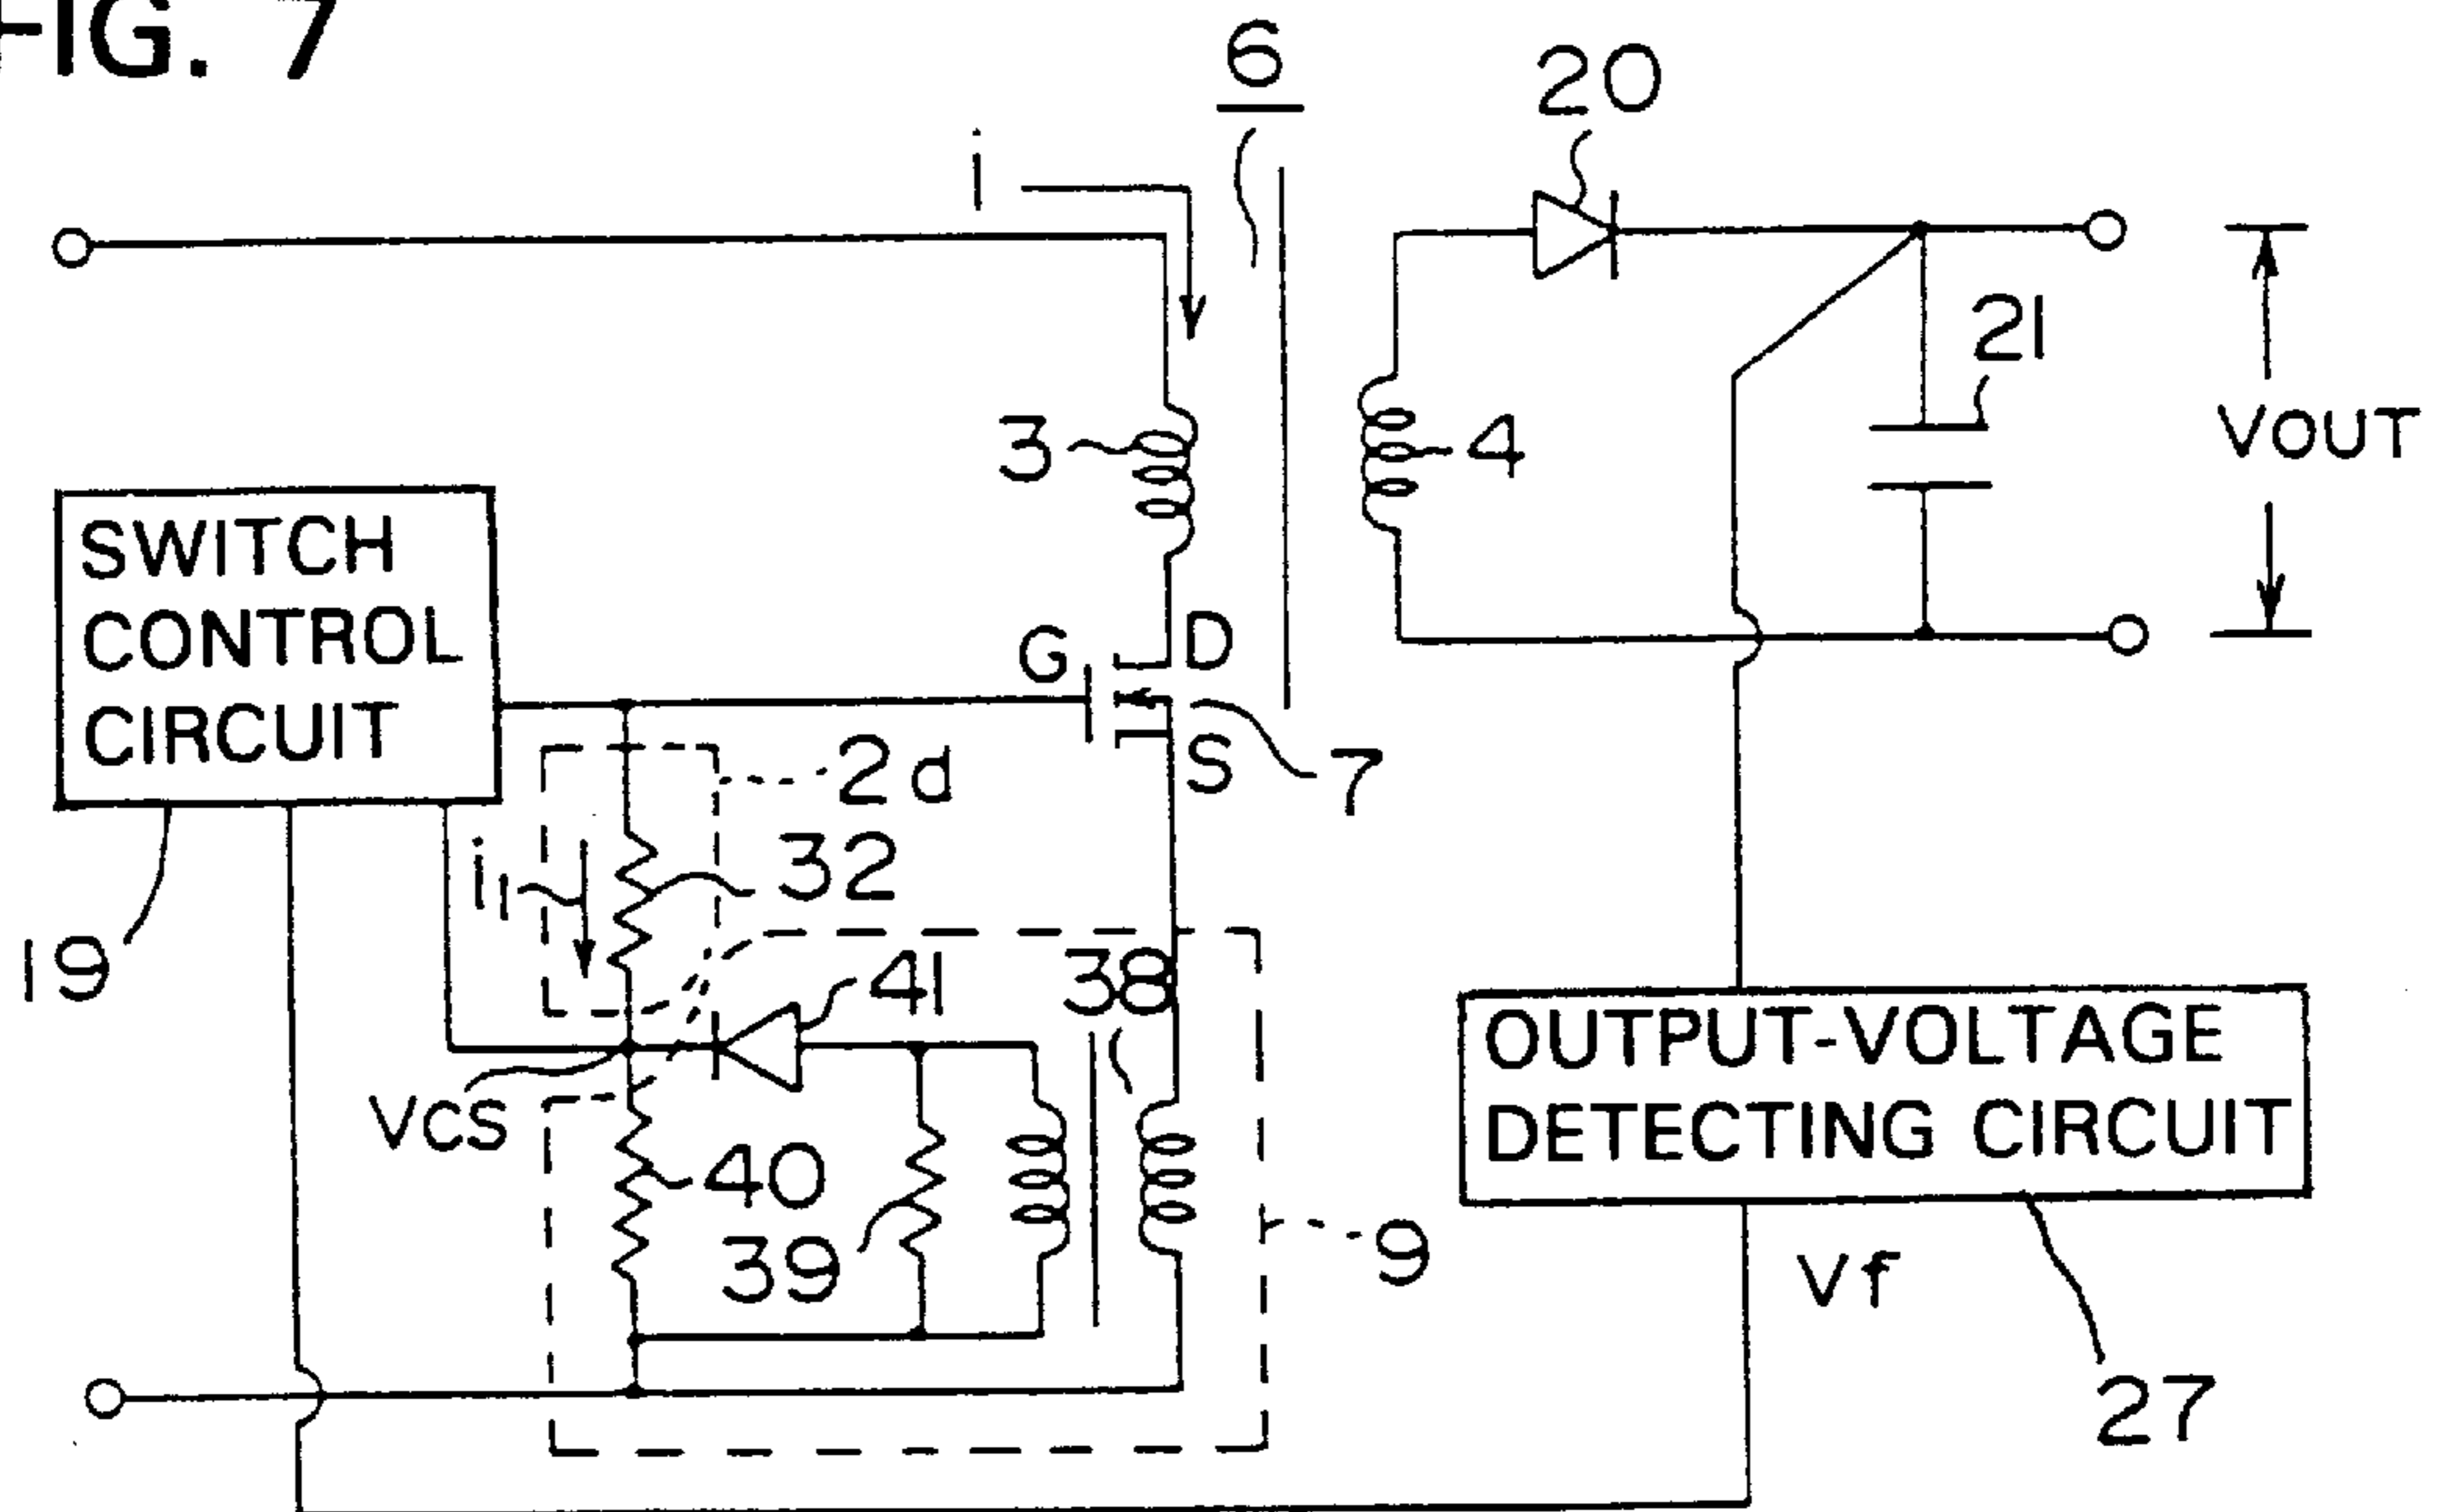 FIG. 7
6
20
i
21
3
4
VOUT
SWITCH
CONTROL
CIRCUIT
G
D
S
7
2d
i1
32
19
41
38
OUTPUT-VOLTAGE
DETECTING CIRCUIT
VCS
40
39
9
Vf
27